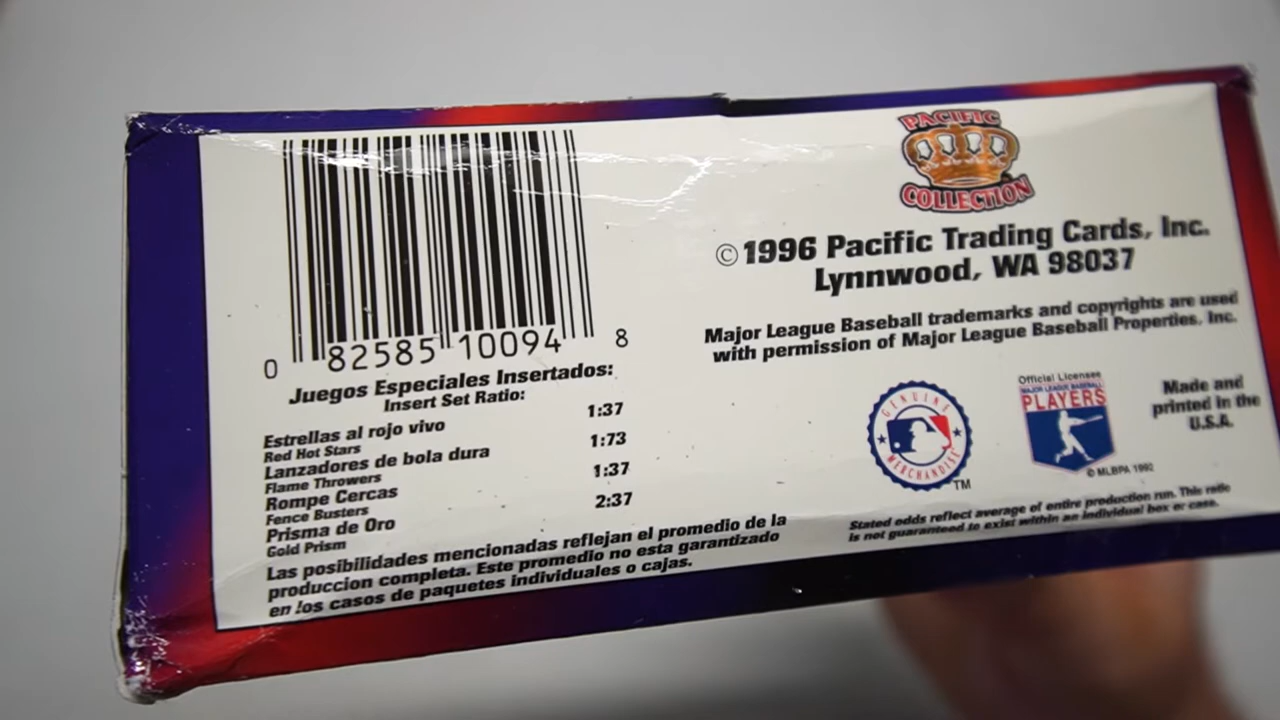 0 82585 10094 8
Juegos Especiales Insertados:
Insert Set Ratio:
Estrellas al rojo vivo 1:37
Red Hot Stars
Lanzadores de bola dura 1:73
Flame Throwers
Rompe Cercas 1:37
Fence Busters
Prisma de Oro 2:37
Gold Prism
Las posibilidades mencionadas reflejan el promedio de la
produccion completa. Este promedio no esta garantizado
en los casos de paquetes individuales o cajas.
PACIFIC
COLLECTION
© 1996 Pacific Trading Cards, Inc.
Lynnwood, WA 98037
Major League Baseball trademarks and copyrights are used
with permission of Major League Baseball Properties, Inc.
GENUINE
MERCHANDISE
TM
Official Licensee
MAJOR LEAGUE BASEBALL
PLAYERS
© MLBPA 1992
Made and
printed in the
U.S.A.
Stated odds reflect average of entire production run. This ratio
is not guaranteed to exist within an individual box or case.